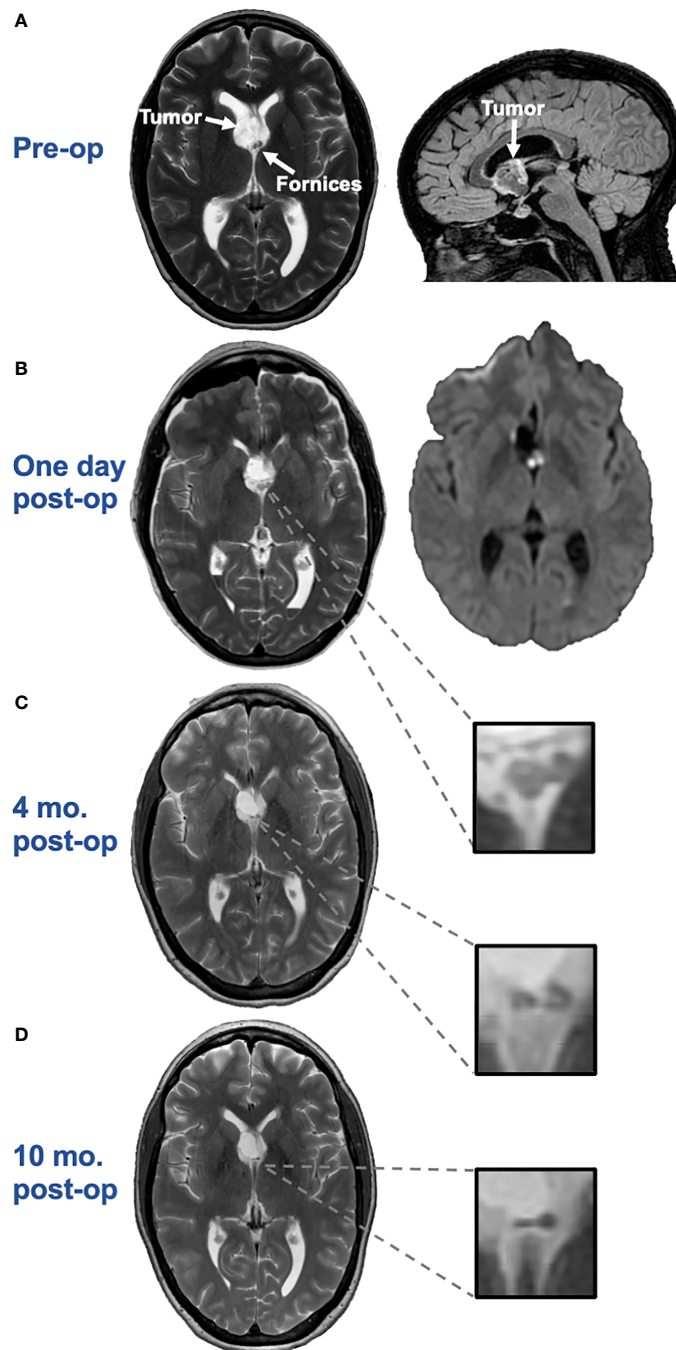 A
Pre-op
Tumor
Fornices
Tumor
B
One day
post-op
C
4 mo.
post-op
D
10 mo.
post-op